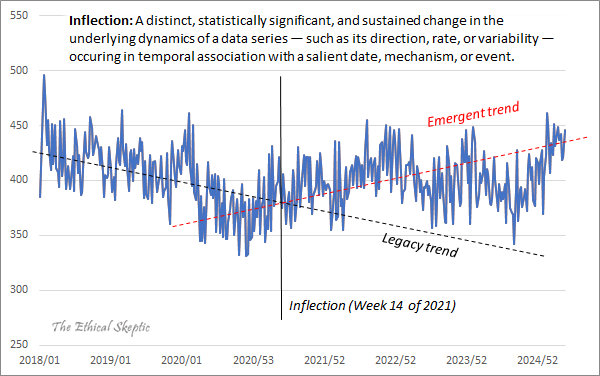 Inflection: A distinct, statistically significant, and sustained change in the
underlying dynamics of a data series — such as its direction, rate, or variability —
occuring in temporal association with a salient date, mechanism, or event.
550
500
450
400
350
300
250
Emergent trend
Legacy trend
Inflection (Week 14 of 2021)
The Ethical Skeptic
2018/01 2019/01 2020/01 2020/53 2021/52 2022/52 2023/52 2024/52